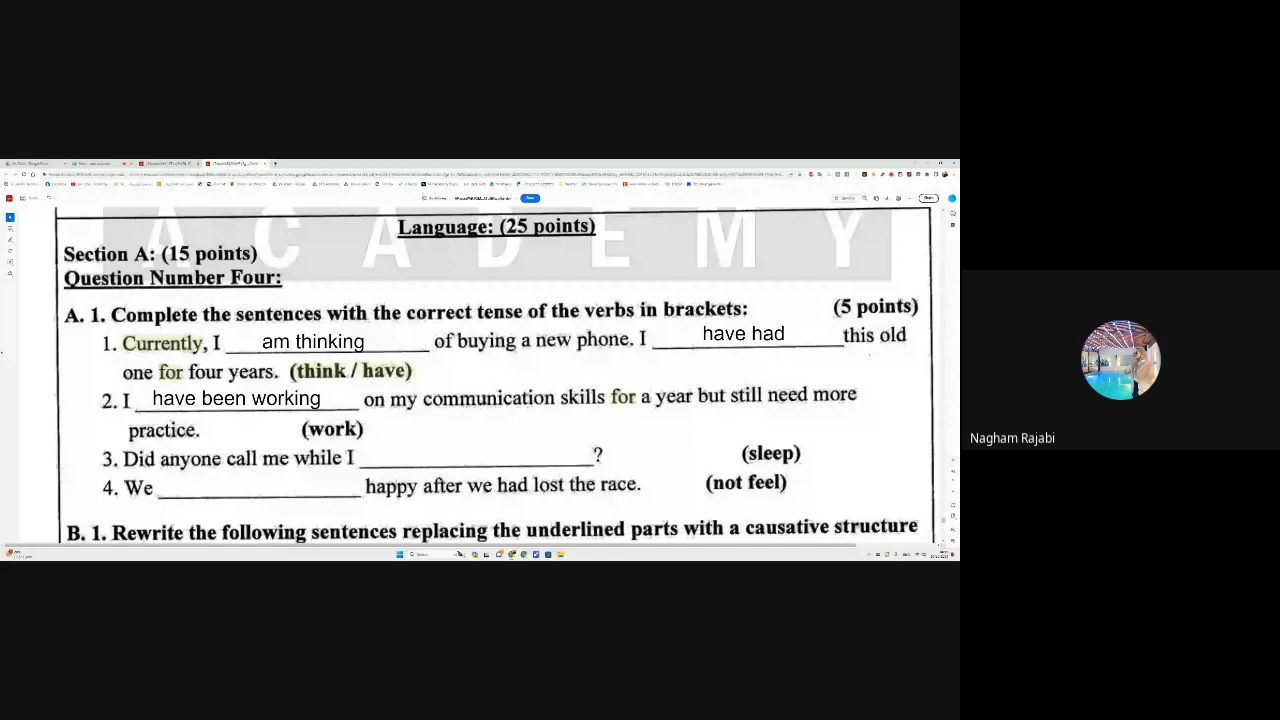 A C A D E M Y
Language: (25 points)
Section A: (15 points)
Question Number Four:
A. 1. Complete the sentences with the correct tense of the verbs in brackets: (5 points)
1. Currently, I am thinking of buying a new phone. I have had this old
one for four years. (think / have)
2. I have been working on my communication skills for a year but still need more
practice. (work)
3. Did anyone call me while I ____________________? (sleep)
4. We ____________________ happy after we had lost the race. (not feel)
B. 1. Rewrite the following sentences replacing the underlined parts with a causative structure
Nagham Rajabi